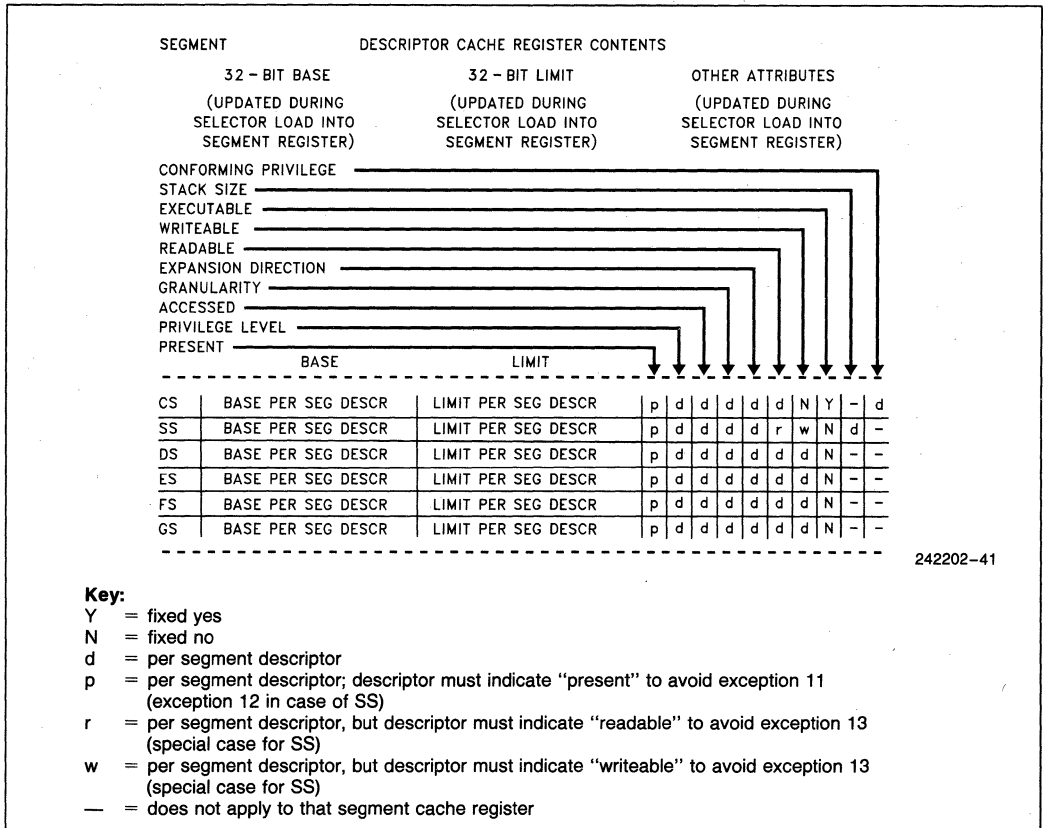 SEGMENT DESCRIPTOR CACHE REGISTER CONTENTS
32 – BIT BASE 32 – BIT LIMIT OTHER ATTRIBUTES
(UPDATED DURING (UPDATED DURING (UPDATED DURING
SELECTOR LOAD INTO SELECTOR LOAD INTO SELECTOR LOAD INTO
SEGMENT REGISTER) SEGMENT REGISTER) SEGMENT REGISTER)
CONFORMING PRIVILEGE
STACK SIZE
EXECUTABLE
WRITEABLE
READABLE
EXPANSION DIRECTION
GRANULARITY
ACCESSED
PRIVILEGE LEVEL
PRESENT
BASE LIMIT
CS BASE PER SEG DESCR LIMIT PER SEG DESCR p d d d d d N Y – d
SS BASE PER SEG DESCR LIMIT PER SEG DESCR p d d d d r w N d –
DS BASE PER SEG DESCR LIMIT PER SEG DESCR p d d d d d d N – –
ES BASE PER SEG DESCR LIMIT PER SEG DESCR p d d d d d d N – –
FS BASE PER SEG DESCR LIMIT PER SEG DESCR p d d d d d d N – –
GS BASE PER SEG DESCR LIMIT PER SEG DESCR p d d d d d d N – –
242202–41
Key:
Y = fixed yes
N = fixed no
d = per segment descriptor
p = per segment descriptor; descriptor must indicate "present" to avoid exception 11
(exception 12 in case of SS)
r = per segment descriptor, but descriptor must indicate "readable" to avoid exception 13
(special case for SS)
w = per segment descriptor, but descriptor must indicate "writeable" to avoid exception 13
(special case for SS)
— = does not apply to that segment cache register